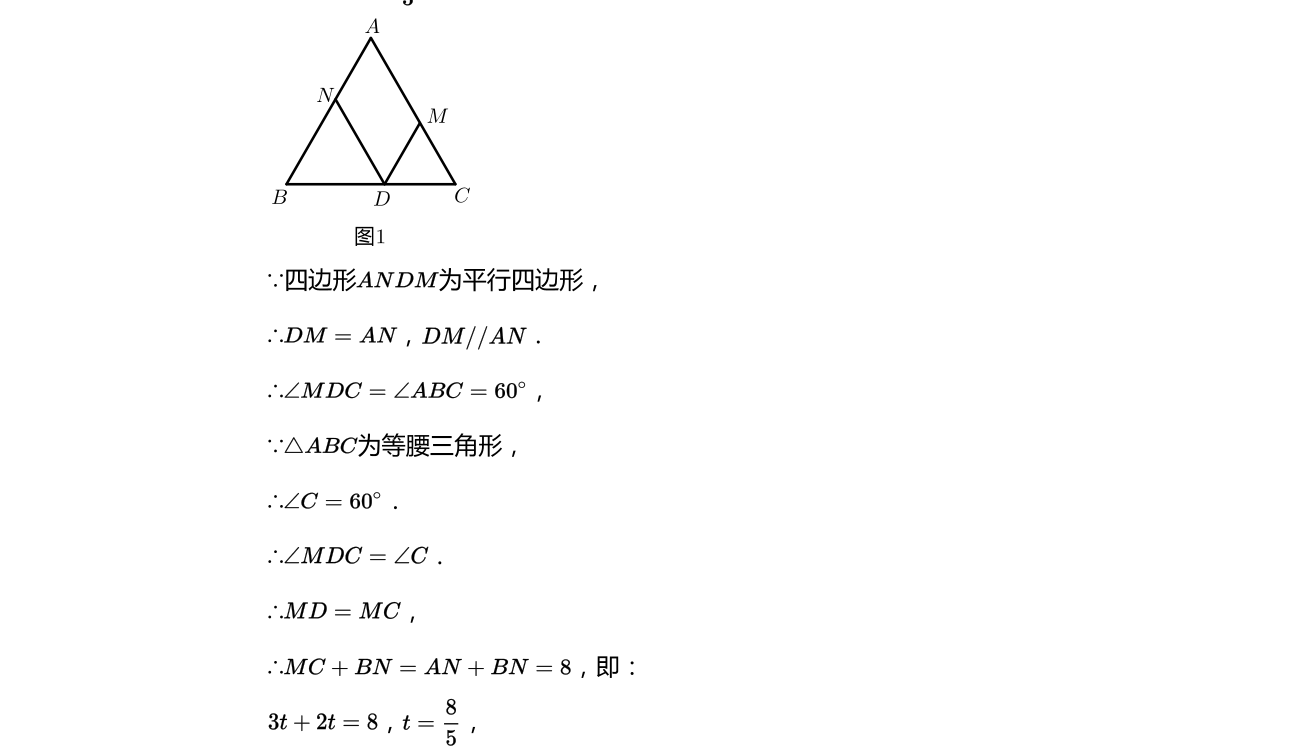 A
N
M
B
D
C
图1
∵四边形ANDM为平行四边形，
∴DM = AN，DM//AN．
∴∠MDC = ∠ABC = 60°，
∵△ABC为等腰三角形，
∴∠C = 60°．
∴∠MDC = ∠C．
∴MD = MC，
∴MC + BN = AN + BN = 8，即：
3t + 2t = 8，t = 8/5，